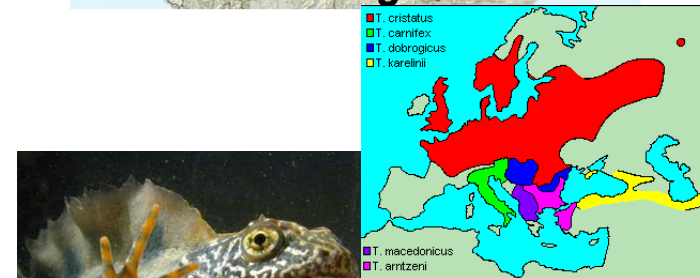 T. cristatus
T. carnifex
T. dobrogicus
T. karelinii
T. macedonicus
T. arntzeni